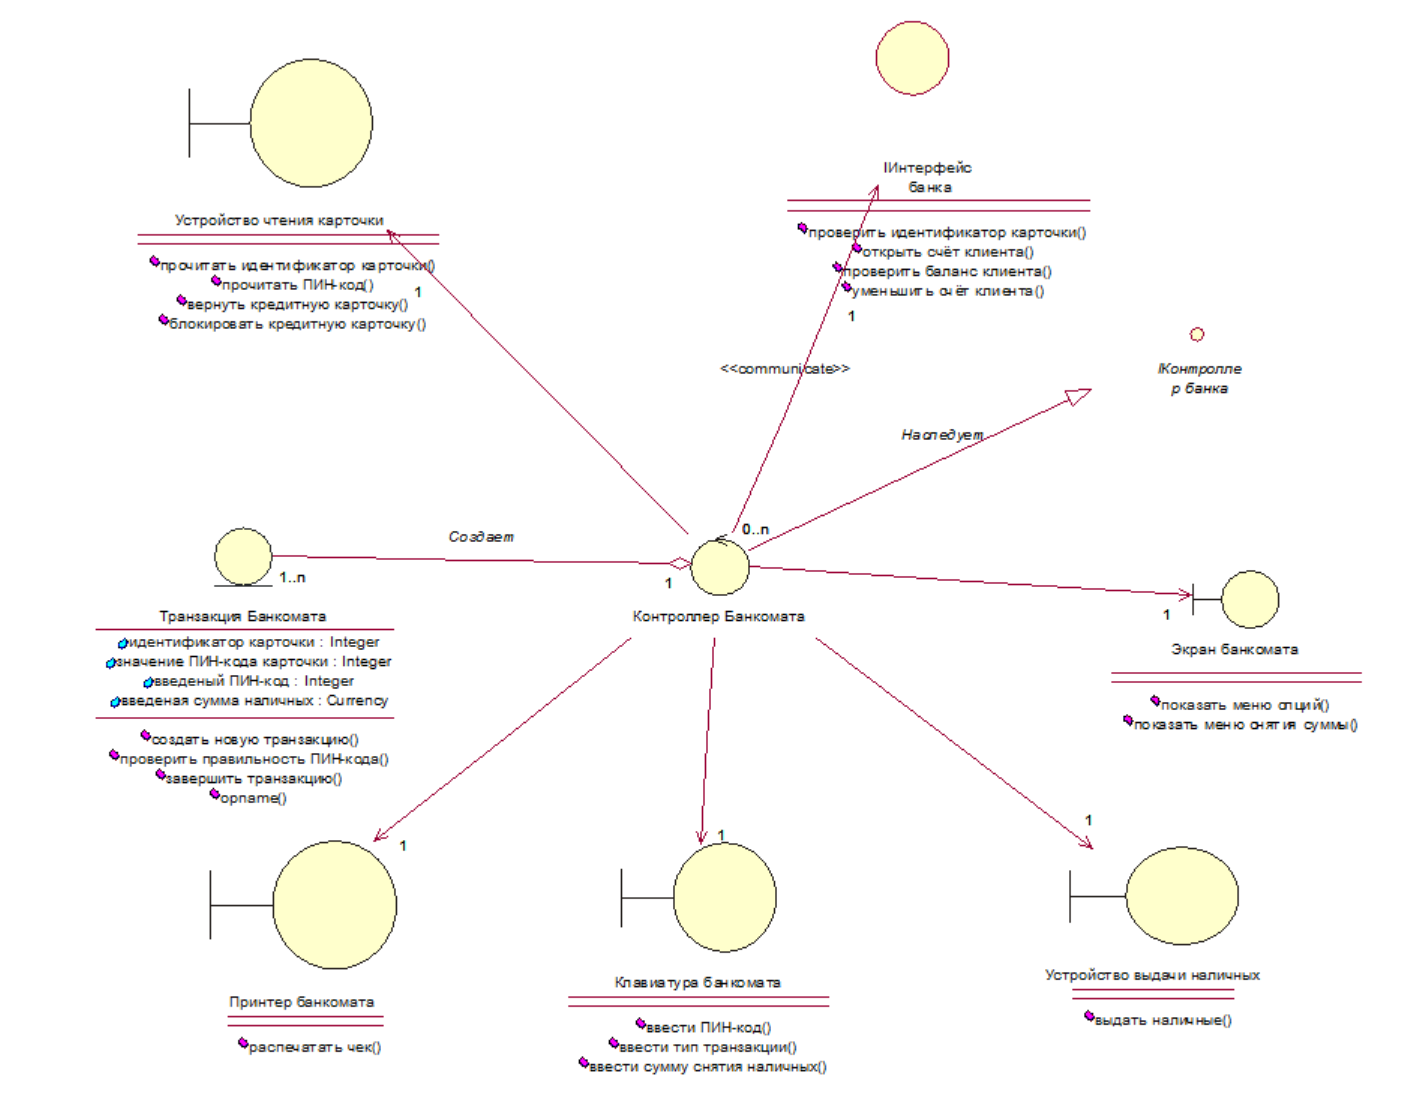 IИнтерфейс
банка
Устройство чтения карточки
проверить идентификатор карточки()
открыть счёт клиента()
проверить баланс клиента()
уменьшить счёт клиента()
прочитать идентификатор карточки()
прочитать ПИН-код()
вернуть кредитную карточку()
блокировать кредитную карточку()
1
1
<<communicate>>
IКонтролле
р банка
Наследует
Создает
0..n
1..n
1
1
Транзакция Банкомата
идентификатор карточки : Integer
значение ПИН-кода карточки : Integer
введеный ПИН-код : Integer
введеная сумма наличных : Currency
создать новую транзакцию()
проверить правильность ПИН-кода()
завершить транзакцию()
opname()
Контроллер Банкомата
Экран банкомата
показать меню опций()
показать меню снятия суммы()
1
1
1
Принтер банкомата
распечатать чек()
Клавиатура банкомата
ввести ПИН-код()
ввести тип транзакции()
ввести сумму снятия наличных()
Устройство выдачи наличных
выдать наличные()